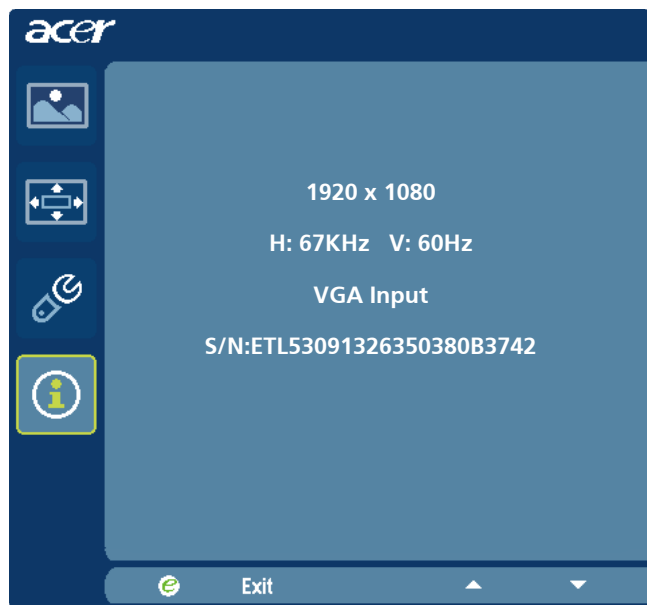 acer
1920 x 1080
H: 67KHz V: 60Hz
VGA Input
S/N:ETL53091326350380B3742
e Exit